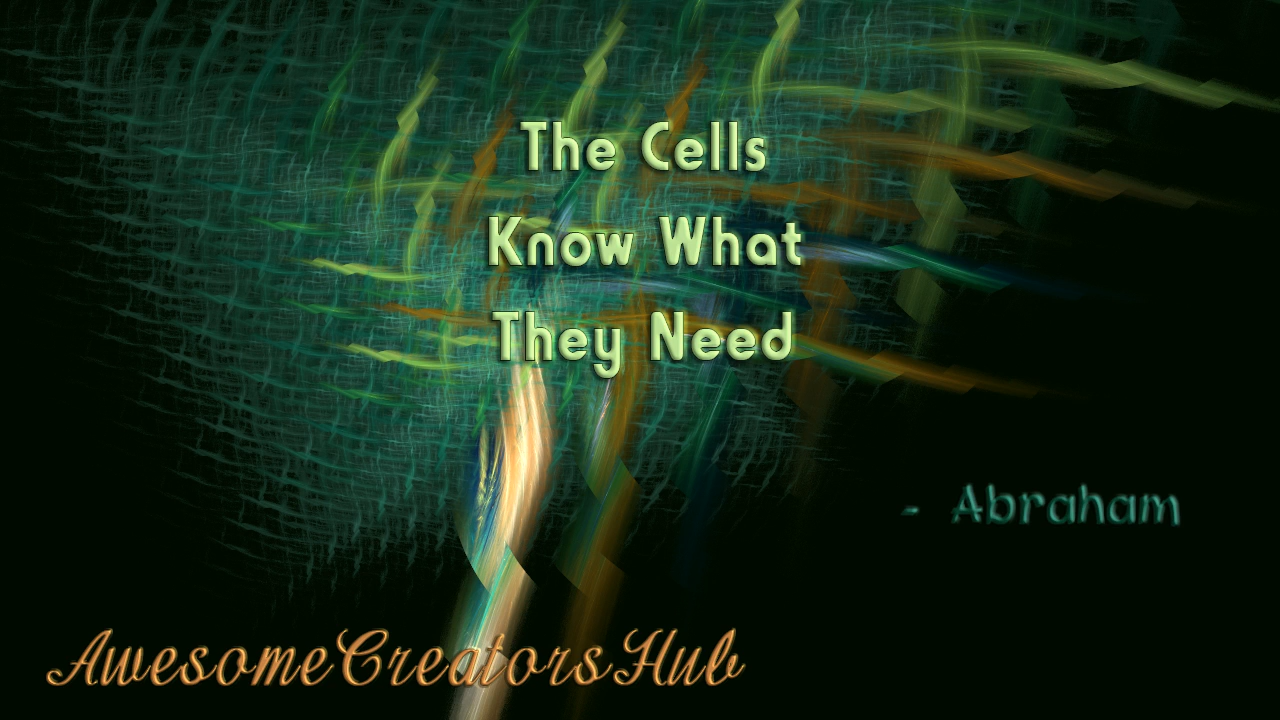 The Cells
Know What
They Need
- Abraham
AwesomeCreatorsHub